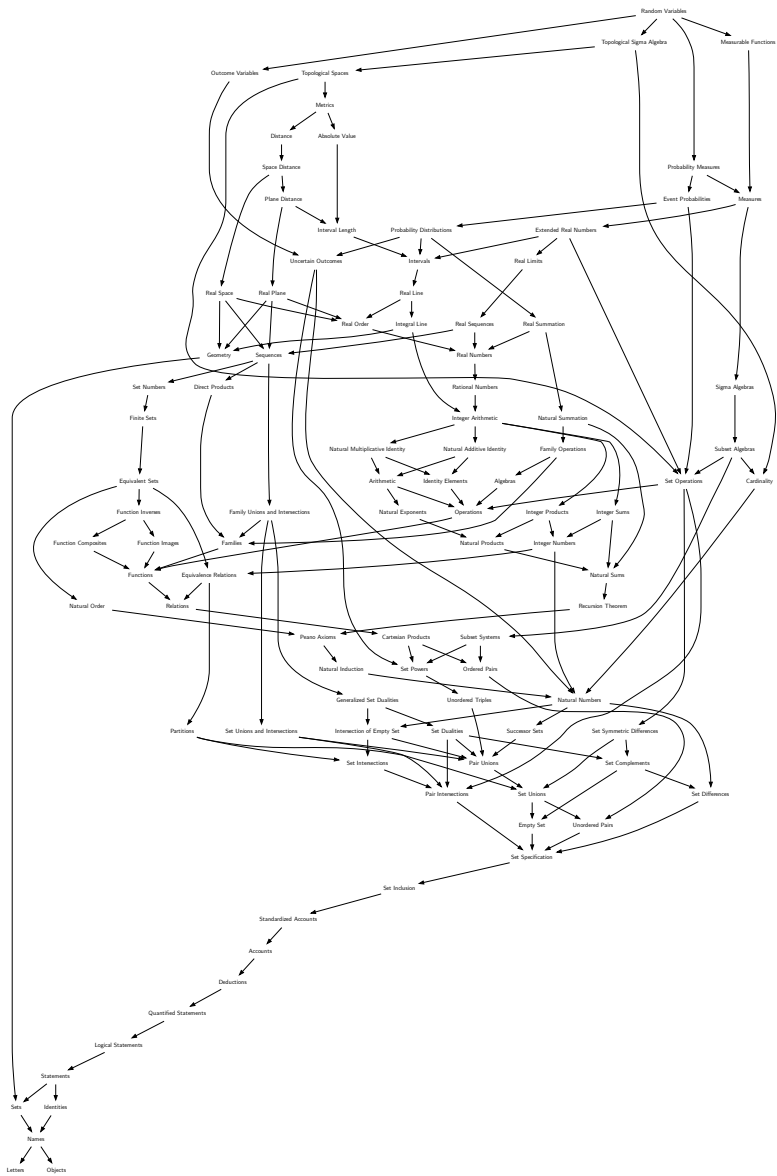 Random Variables
Topological Sigma Algebra
Measurable Functions
Outcome Variables
Topological Spaces
Metrics
Distance
Absolute Value
Space Distance
Probability Measures
Plane Distance
Event Probabilities
Measures
Interval Length
Probability Distributions
Extended Real Numbers
Uncertain Outcomes
Intervals
Real Limits
Real Space
Real Plane
Real Line
Real Order
Integral Line
Real Sequences
Real Summation
Geometry
Sequences
Real Numbers
Set Numbers
Direct Products
Rational Numbers
Sigma Algebras
Finite Sets
Integer Arithmetic
Natural Summation
Natural Multiplicative Identity
Natural Additive Identity
Family Operations
Subset Algebras
Equivalent Sets
Arithmetic
Identity Elements
Algebras
Set Operations
Cardinality
Function Inverses
Family Unions and Intersections
Natural Exponents
Operations
Integer Products
Integer Sums
Function Composites
Function Images
Families
Natural Products
Integer Numbers
Functions
Equivalence Relations
Natural Sums
Natural Order
Relations
Recursion Theorem
Peano Axioms
Cartesian Products
Subset Systems
Natural Induction
Set Powers
Ordered Pairs
Generalized Set Dualities
Unordered Triples
Natural Numbers
Partitions
Set Unions and Intersections
Intersection of Empty Set
Set Dualities
Successor Sets
Set Symmetric Differences
Set Intersections
Pair Unions
Set Complements
Pair Intersections
Set Unions
Set Differences
Empty Set
Unordered Pairs
Set Specification
Set Inclusion
Standardized Accounts
Accounts
Deductions
Quantified Statements
Logical Statements
Statements
Sets
Identities
Names
Letters
Objects